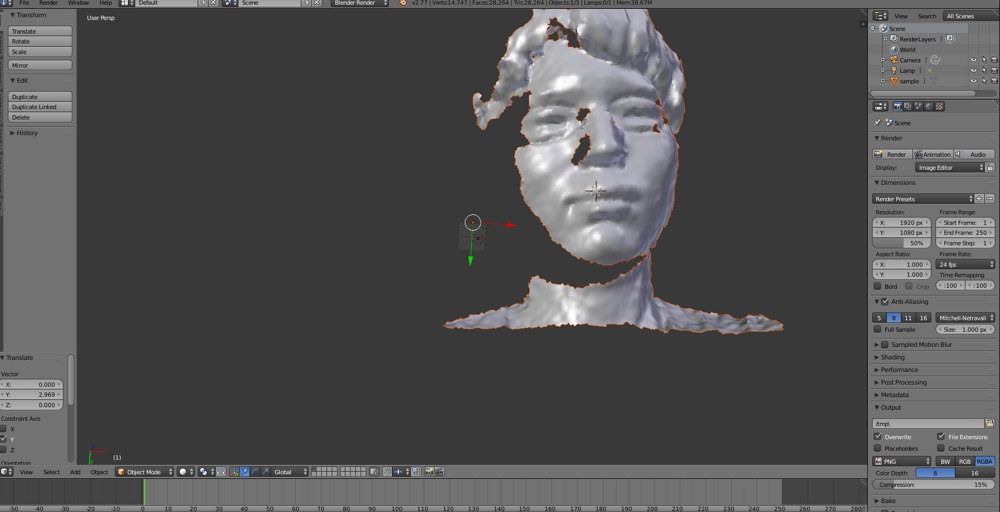 File Render Window Help Default Scene Blender Render v2.77 | Verts:14,747 | Faces:28,264 | Tris:28,264 | Objects:1/3 | Lamps:0/1 | Mem:38.67M
Transform
Translate
Rotate
Scale
Mirror
Edit
Duplicate
Duplicate Linked
Delete
History
Translate
Vector
X: 0.000
Y: 2.969
Z: 0.000
Constraint Axis
X
Y
Z
Orientation
User Persp
z x
y
(1)
View Select Add Object Object Mode Global
-50 -40 -30 -20 -10 0 10 20 30 40 50 60 70 80 90 100 110 120 130 140 150 160 170 180 190 200 210 220 230 240 250 260 270 280
View Search All Scenes
Scene
RenderLayers
World
Camera
Lamp
sample
Scene
Render
Render Animation Audio
Display: Image Editor
Dimensions
Render Presets
Resolution: Frame Range:
X: 1920 px Start Frame: 1
Y: 1080 px End Frame: 250
50% Frame Step: 1
Aspect Ratio: Frame Rate:
X: 1.000 24 fps
Y: 1.000 Time Remapping:
Bord Crop :100 :100
Anti-Aliasing
5 8 11 16 Mitchell-Netravali
Full Sample Size: 1.000 px
Sampled Motion Blur
Shading
Performance
Post Processing
Metadata
Output
/tmp\
Overwrite File Extensions
Placeholders Cache Result
PNG BW RGB RGBA
Color Depth: 8 16
Compression: 15%
Bake